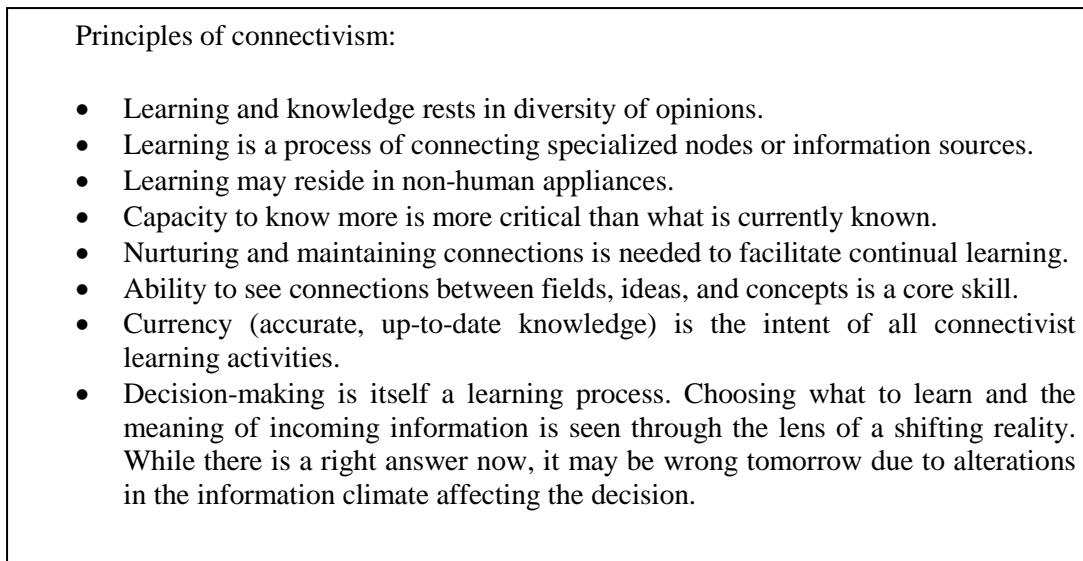 Principles of connectivism:
• Learning and knowledge rests in diversity of opinions.
• Learning is a process of connecting specialized nodes or information sources.
• Learning may reside in non-human appliances.
• Capacity to know more is more critical than what is currently known.
• Nurturing and maintaining connections is needed to facilitate continual learning.
• Ability to see connections between fields, ideas, and concepts is a core skill.
• Currency (accurate, up-to-date knowledge) is the intent of all connectivist
learning activities.
• Decision-making is itself a learning process. Choosing what to learn and the
meaning of incoming information is seen through the lens of a shifting reality.
While there is a right answer now, it may be wrong tomorrow due to alterations
in the information climate affecting the decision.